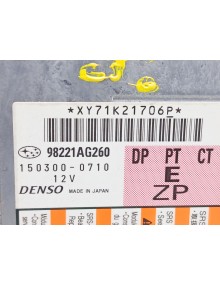 *XY71K21706P*
98221AG260
DP PT CT
150300-0710
E
12V
ZP
DENSO MADE IN JAPAN